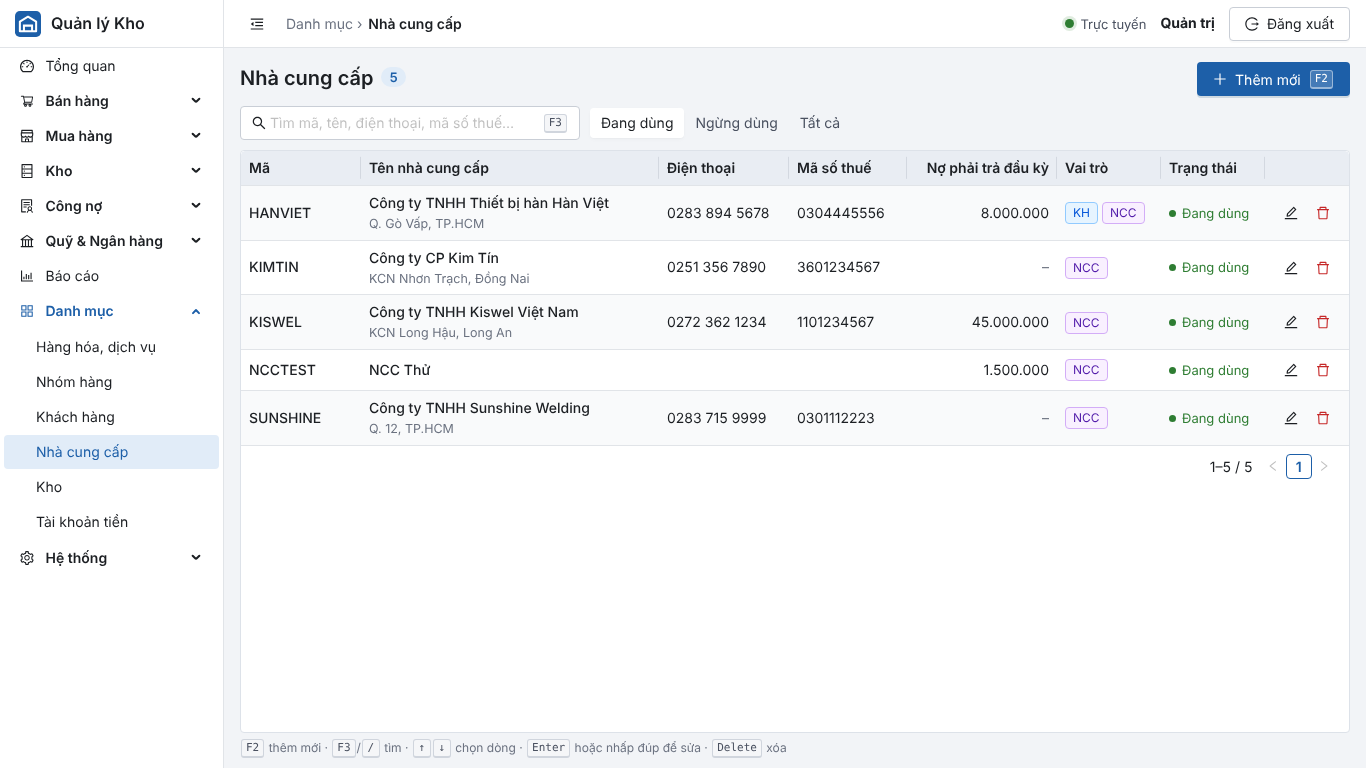 Quản lý Kho
Danh mục › Nhà cung cấp
Trực tuyến Quản trị Đăng xuất
Tổng quan
Bán hàng
Mua hàng
Kho
Công nợ
Quỹ & Ngân hàng
Báo cáo
Danh mục
Hàng hóa, dịch vụ
Nhóm hàng
Khách hàng
Nhà cung cấp
Kho
Tài khoản tiền
Hệ thống
Nhà cung cấp 5
Thêm mới F2
Tìm mã, tên, điện thoại, mã số thuế... F3
Đang dùng Ngừng dùng Tất cả
Mã Tên nhà cung cấp Điện thoại Mã số thuế Nợ phải trả đầu kỳ Vai trò Trạng thái
HANVIET Công ty TNHH Thiết bị hàn Hàn Việt 0283 894 5678 0304445556 8.000.000 KH NCC Đang dùng
Q. Gò Vấp, TP.HCM
KIMTIN Công ty CP Kim Tín 0251 356 7890 3601234567 – NCC Đang dùng
KCN Nhơn Trạch, Đồng Nai
KISWEL Công ty TNHH Kiswel Việt Nam 0272 362 1234 1101234567 45.000.000 NCC Đang dùng
KCN Long Hậu, Long An
NCCTEST NCC Thử 1.500.000 NCC Đang dùng
SUNSHINE Công ty TNHH Sunshine Welding 0283 715 9999 0301112223 – NCC Đang dùng
Q. 12, TP.HCM
1–5 / 5 1
F2 thêm mới · F3 / / tìm · ↑ ↓ chọn dòng · Enter hoặc nhấp đúp để sửa · Delete xóa